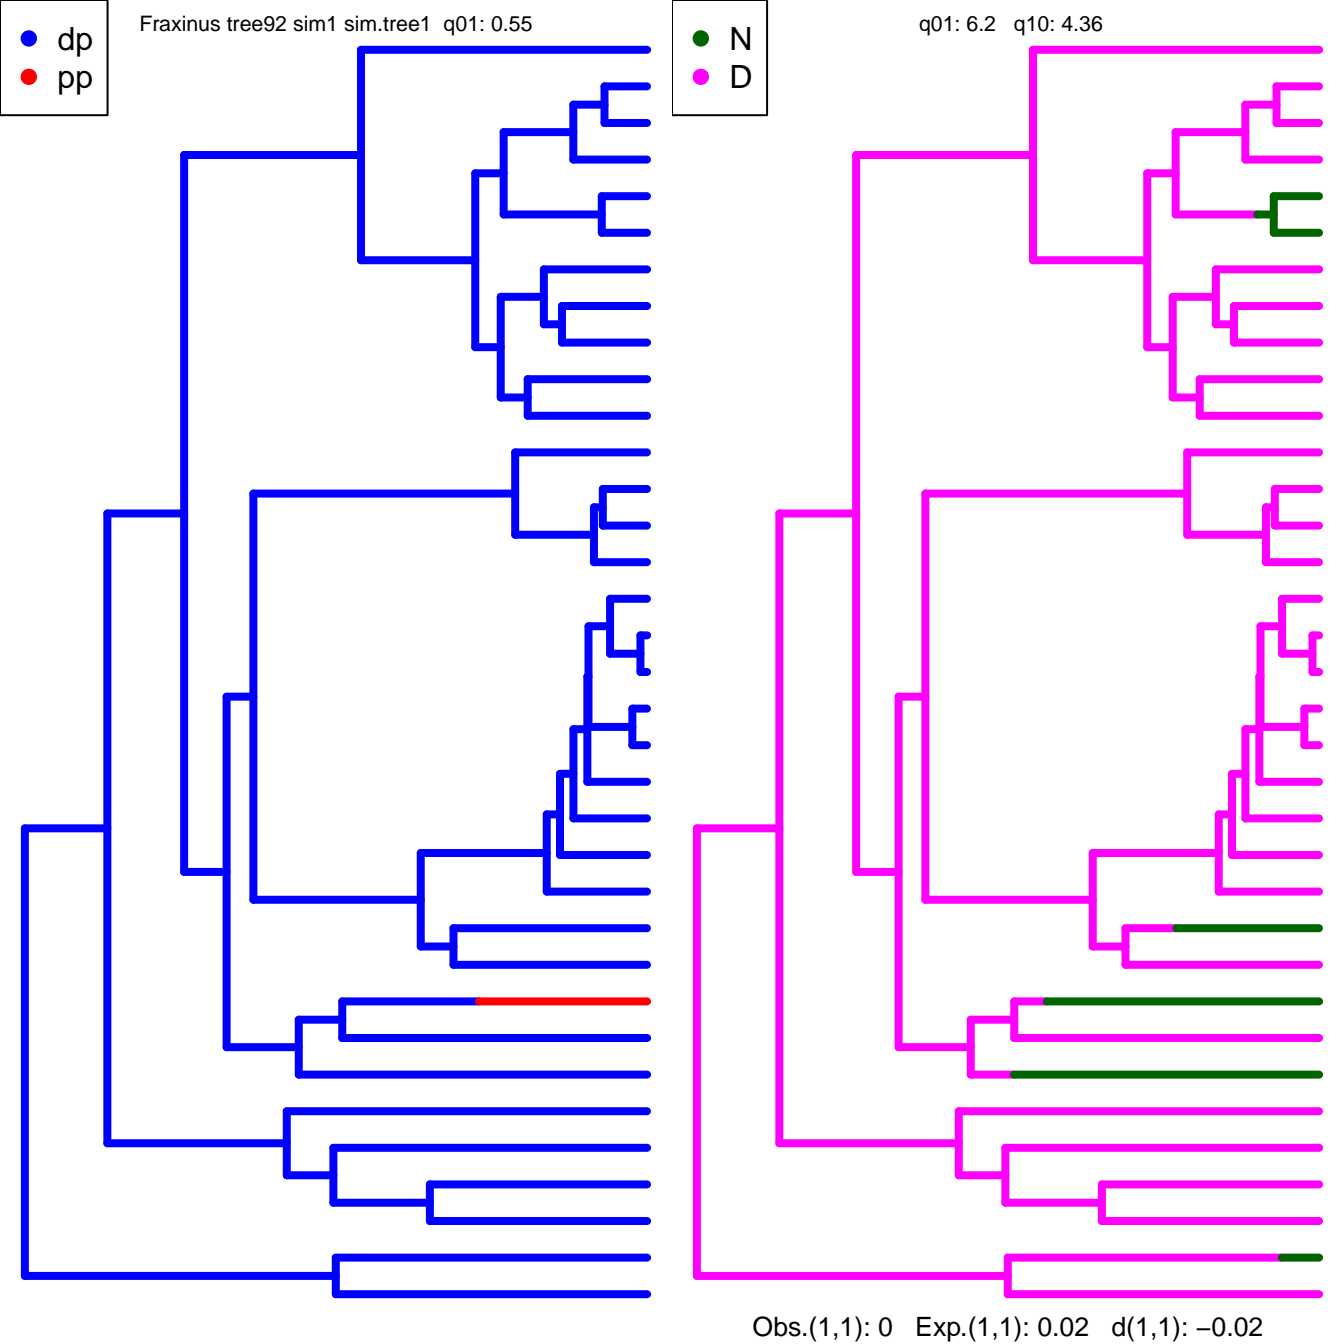 Fraxinus tree92 sim1 sim.tree1 q01: 0.55
dp
pp
q01: 6.2 q10: 4.36
N
D
Obs.(1,1): 0 Exp.(1,1): 0.02 d(1,1): −0.02